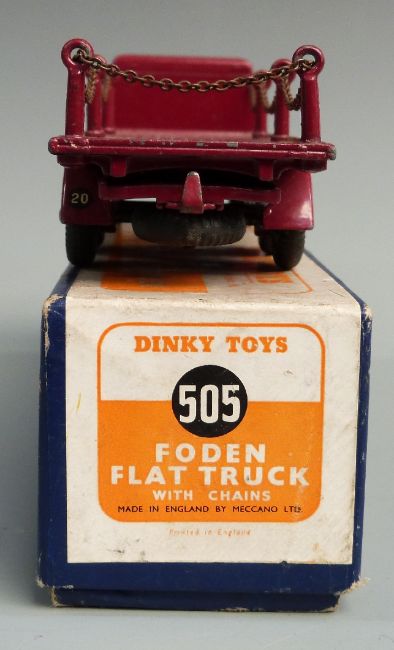 20
DINKY TOYS
505
FODEN
FLAT TRUCK
WITH CHAINS
MADE IN ENGLAND BY MECCANO LTD
Printed in England